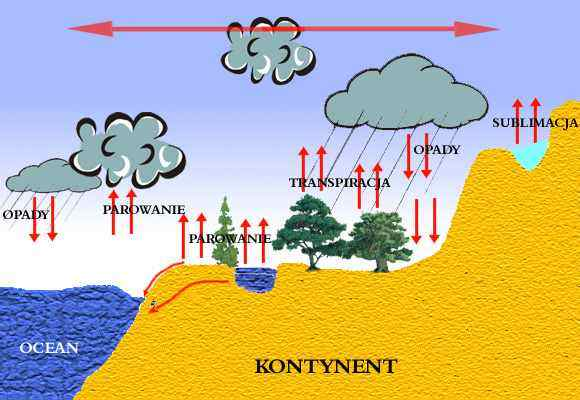 SUBLIMACJA
OPADY
TRANSPIRACJA
OPADY
PAROWANIE
PAROWANIE
OCEAN
KONTYNENT